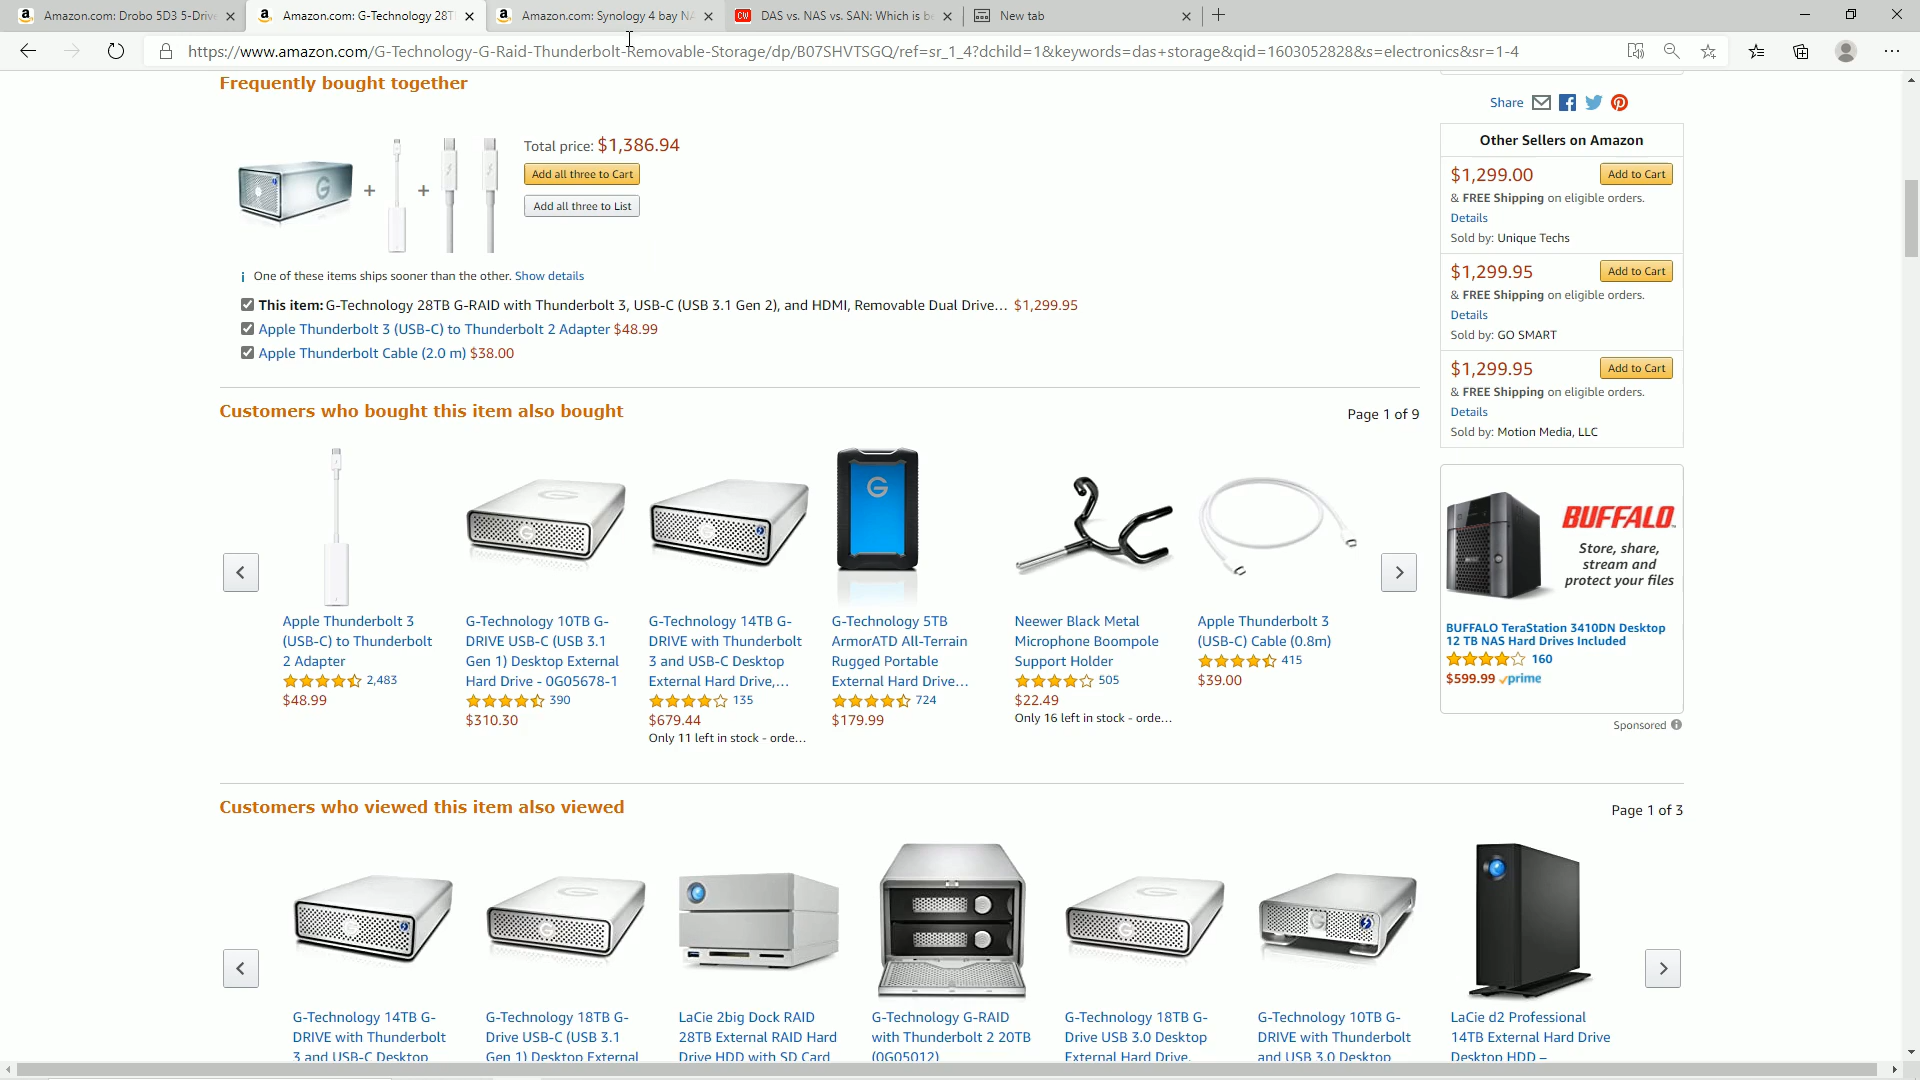 Amazon.com: Drobo 5D3 5-Drive
Amazon.com: G-Technology 28T
Amazon.com: Synology 4 bay NA
CW
DAS vs. NAS vs. SAN: Which is be
New tab
https://www.amazon.com/G-Technology-G-Raid-Thunderbolt-Removable-Storage/dp/B07SHVTSGQ/ref=sr_1_4?dchild=1&keywords=das+storage&qid=1603052828&s=electronics&sr=1-4
Frequently bought together
Total price: $1,386.94
Add all three to Cart
Add all three to List
One of these items ships sooner than the other. Show details
This item: G-Technology 28TB G-RAID with Thunderbolt 3, USB-C (USB 3.1 Gen 2), and HDMI, Removable Dual Drive… $1,299.95
Apple Thunderbolt 3 (USB-C) to Thunderbolt 2 Adapter $48.99
Apple Thunderbolt Cable (2.0 m) $38.00
Share
Other Sellers on Amazon
$1,299.00
Add to Cart
& FREE Shipping on eligible orders.
Details
Sold by: Unique Techs
$1,299.95
Add to Cart
& FREE Shipping on eligible orders.
Details
Sold by: GO SMART
$1,299.95
Add to Cart
& FREE Shipping on eligible orders.
Details
Sold by: Motion Media, LLC
Customers who bought this item also bought
Page 1 of 9
Apple Thunderbolt 3
(USB-C) to Thunderbolt
2 Adapter
2,483
$48.99
G-Technology 10TB G-
DRIVE USB-C (USB 3.1
Gen 1) Desktop External
Hard Drive - 0G05678-1
390
$310.30
G-Technology 14TB G-
DRIVE with Thunderbolt
3 and USB-C Desktop
External Hard Drive,…
135
$679.44
Only 11 left in stock - orde…
G-Technology 5TB
ArmorATD All-Terrain
Rugged Portable
External Hard Drive…
724
$179.99
Neewer Black Metal
Microphone Boompole
Support Holder
505
$22.49
Only 16 left in stock - orde…
Apple Thunderbolt 3
(USB-C) Cable (0.8m)
415
$39.00
BUFFALO
Store, share,
stream and
protect your files
BUFFALO TeraStation 3410DN Desktop
12 TB NAS Hard Drives Included
160
$599.99 prime
Sponsored
Customers who viewed this item also viewed
Page 1 of 3
G-Technology 14TB G-
DRIVE with Thunderbolt
3 and USB-C Desktop
G-Technology 18TB G-
Drive USB-C (USB 3.1
Gen 1) Desktop External
LaCie 2big Dock RAID
28TB External RAID Hard
Drive HDD with SD Card
G-Technology G-RAID
with Thunderbolt 2 20TB
(0G05012)
G-Technology 18TB G-
Drive USB 3.0 Desktop
External Hard Drive,
G-Technology 10TB G-
DRIVE with Thunderbolt
and USB 3.0 Desktop
LaCie d2 Professional
14TB External Hard Drive
Desktop HDD –